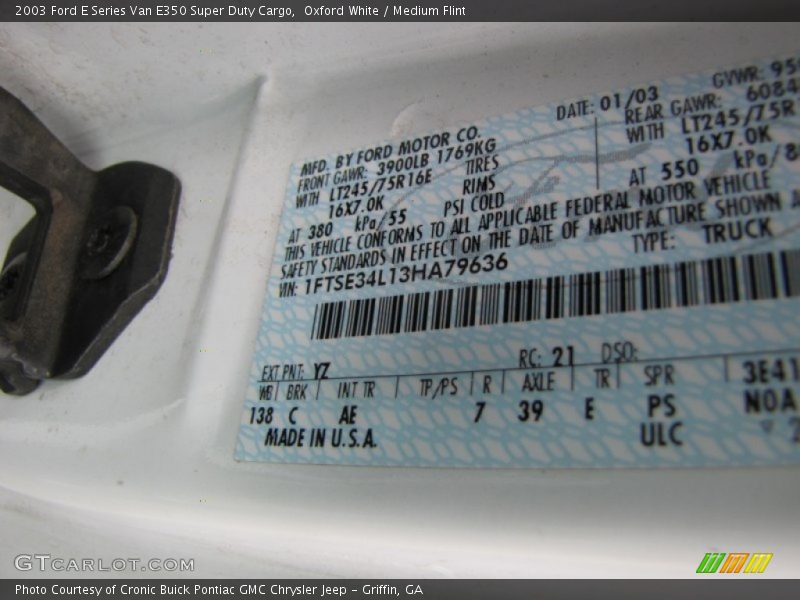 2003 Ford E Series Van E350 Super Duty Cargo,  Oxford White / Medium Flint
MFD. BY FORD MOTOR CO.
DATE: 01/03
GVWR: 95
FRONT GAWR: 3900LB 1769KG
REAR GAWR: 6084
WITH LT245/75R16E TIRES
WITH LT245/75R1
16X7.0K RIMS
16X7.0K
AT 380 kPa/55 PSI COLD
AT 550 kPa/8
THIS VEHICLE CONFORMS TO ALL APPLICABLE FEDERAL MOTOR VEHICLE
SAFETY STANDARDS IN EFFECT ON THE DATE OF MANUFACTURE SHOWN A
VIN: 1FTSE34L13HA79636
TYPE: TRUCK
EXT PNT: YZ
RC: 21 DSO:
WB BRK INT TR TP/PS R AXLE TR SPR 3E41
138 C AE 7 39 E PS N0A
MADE IN U.S.A.
ULC
GTCARLOT.COM
Photo Courtesy of Cronic Buick Pontiac GMC Chrysler Jeep - Griffin, GA